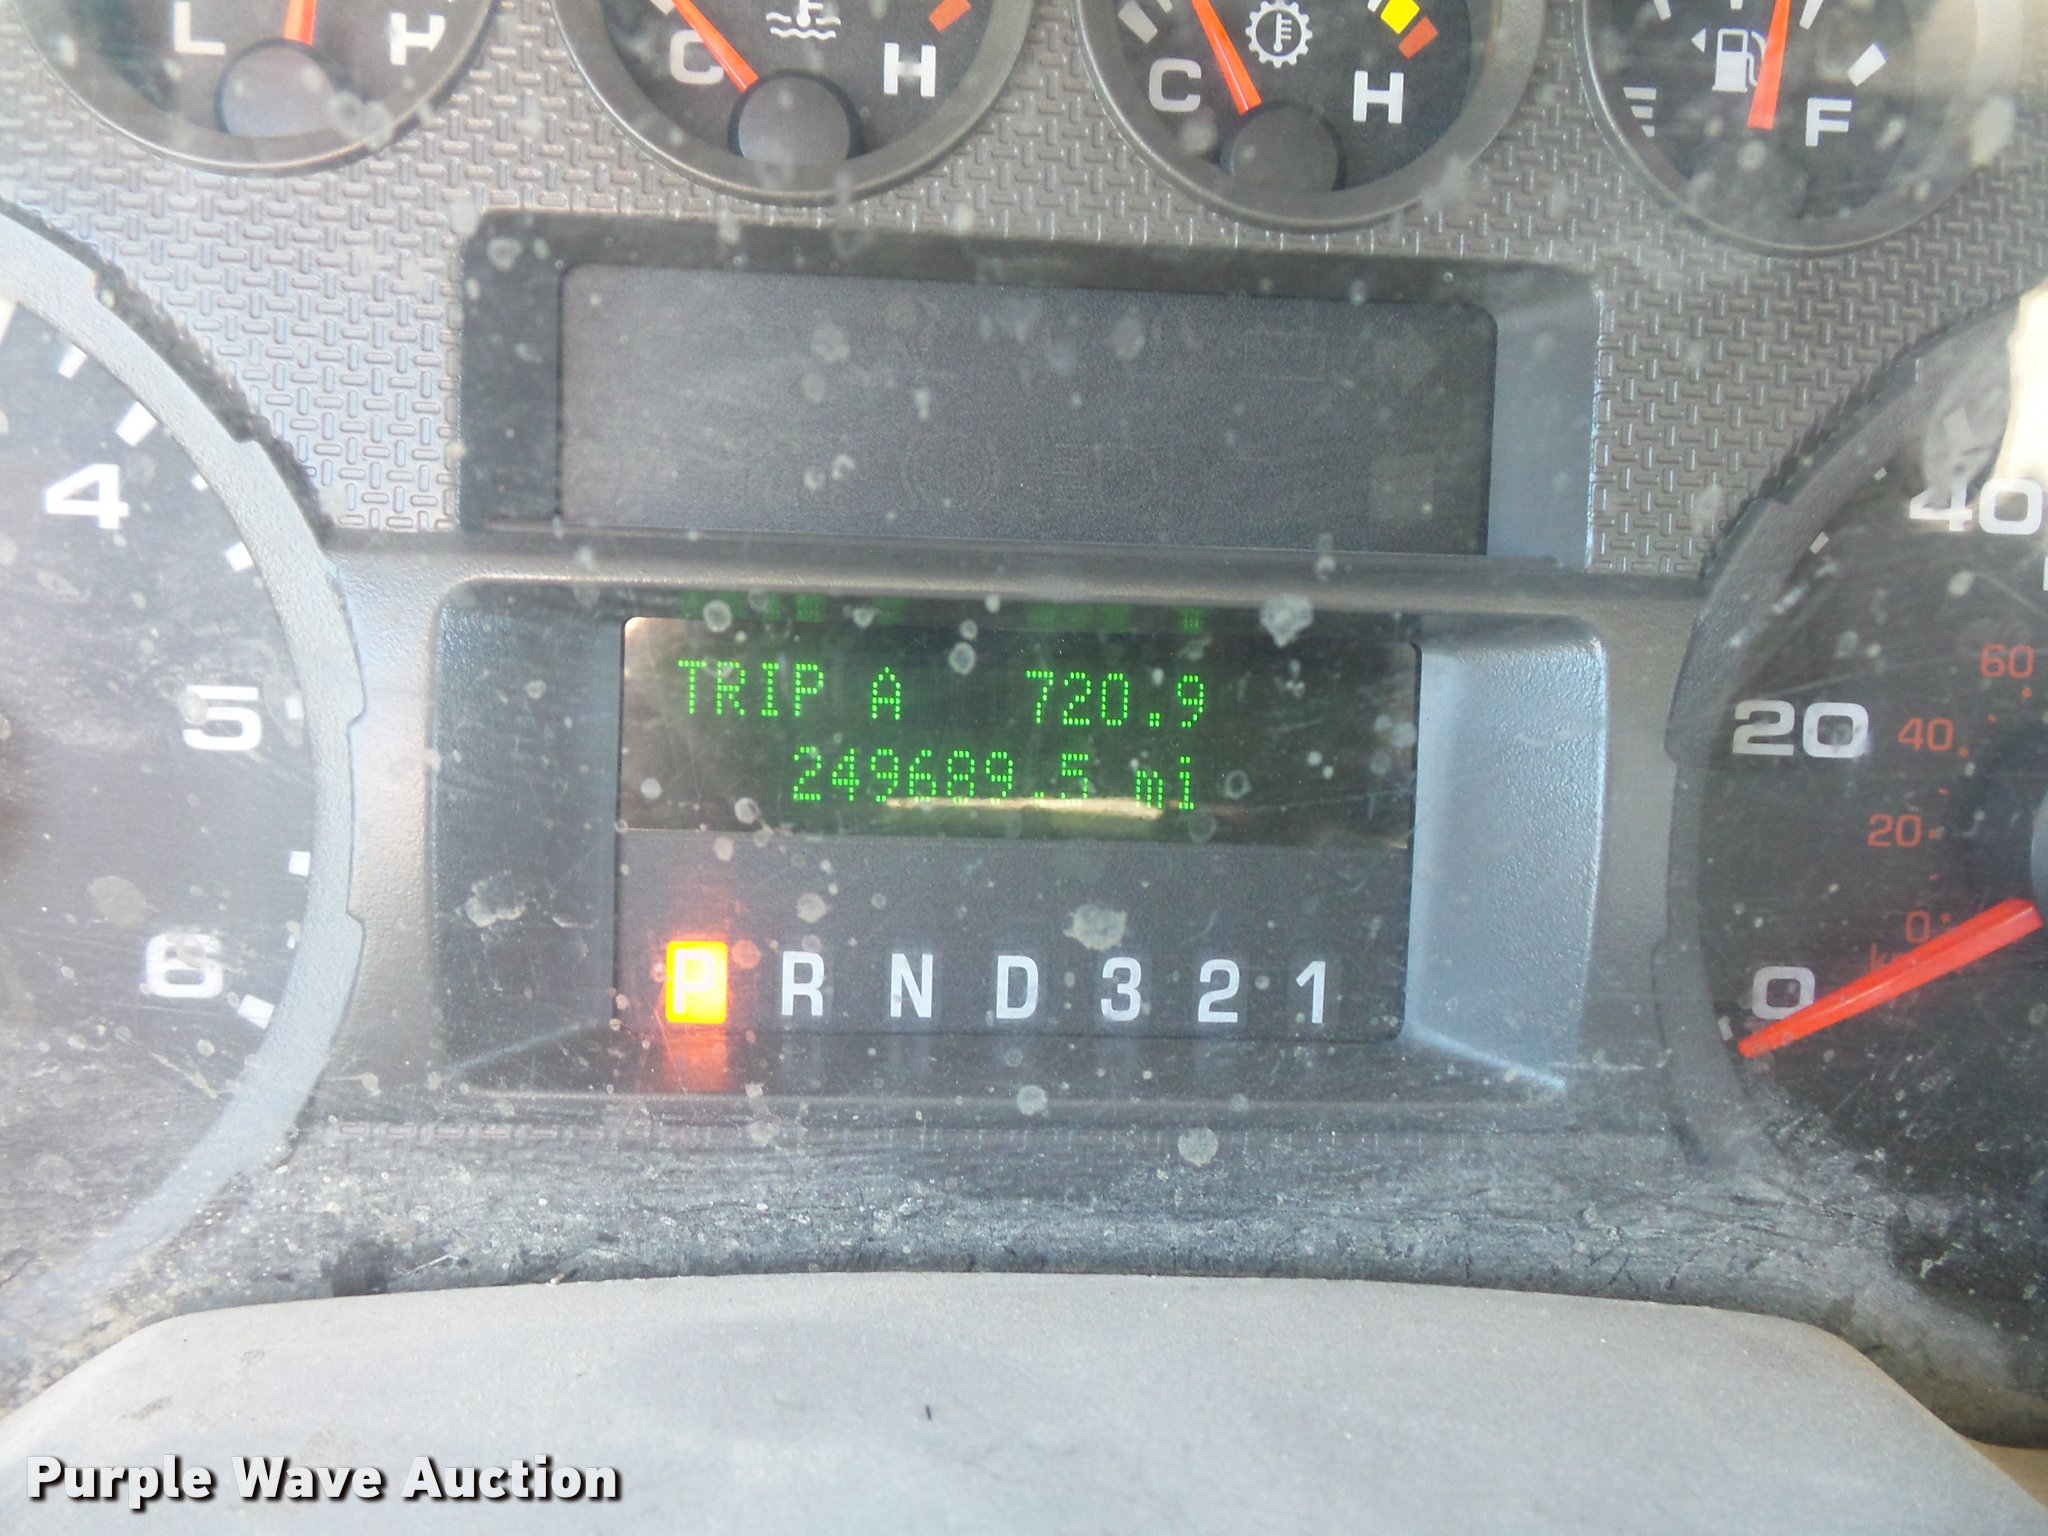 L H
C H
C H
E F
4
5
6
40
20
0
60
40
20
0
TRIP A 720.9
249689.5 mi
P R N D 3 2 1
Purple Wave Auction